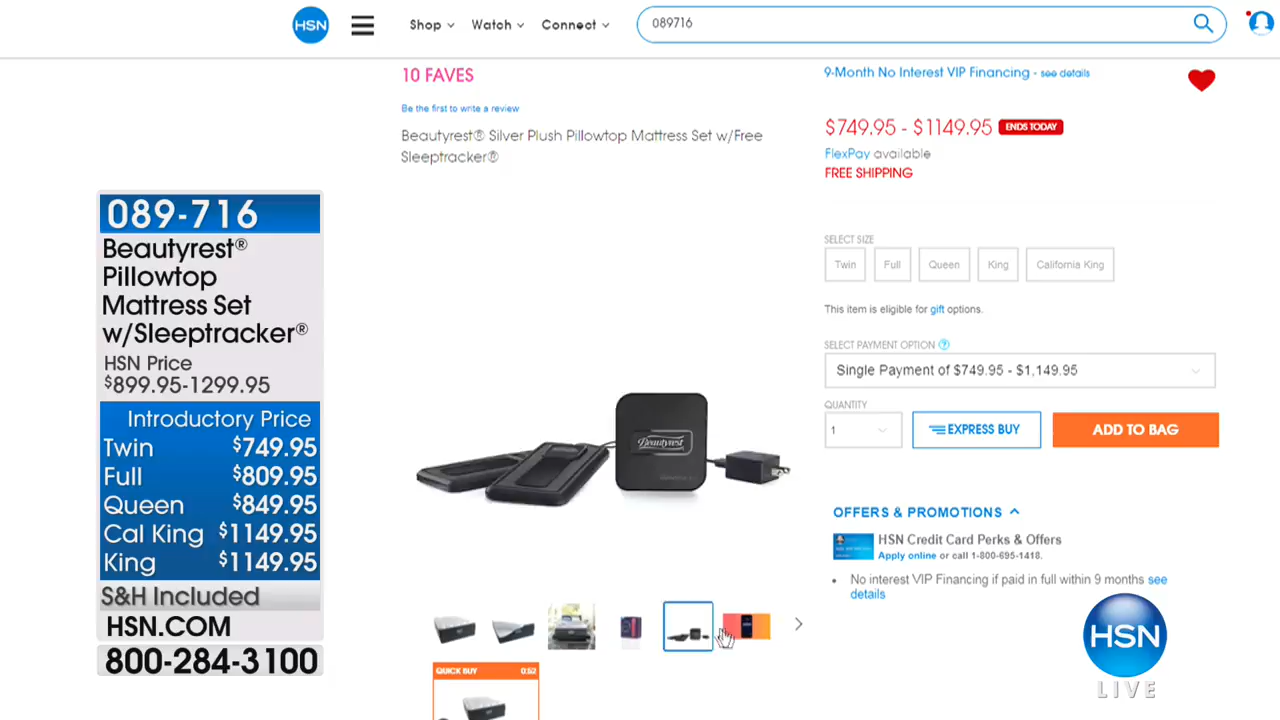 HSN
Shop
Watch
Connect
089716
10 FAVES
Be the first to write a review
Beautyrest® Silver Plush Pillowtop Mattress Set w/Free
Sleeptracker®
9-Month No Interest VIP Financing - see details
$749.95 - $1149.95 ENDS TODAY
FlexPay available
FREE SHIPPING
SELECT SIZE
Twin
Full
Queen
King
California King
This item is eligible for gift options.
SELECT PAYMENT OPTION ?
Single Payment of $749.95 - $1,149.95
QUANTITY
1
EXPRESS BUY
ADD TO BAG
OFFERS & PROMOTIONS
HSN Credit Card Perks & Offers
Apply online or call 1-800-695-1418.
• No interest VIP Financing if paid in full within 9 months see
details
089-716
Beautyrest®
Pillowtop
Mattress Set
w/Sleeptracker®
HSN Price
$899.95-1299.95
Introductory Price
Twin $749.95
Full $809.95
Queen $849.95
Cal King $1149.95
King $1149.95
S&H Included
HSN.COM
800-284-3100
Beautyrest
QUICK BUY 0:52
HSN
LIVE